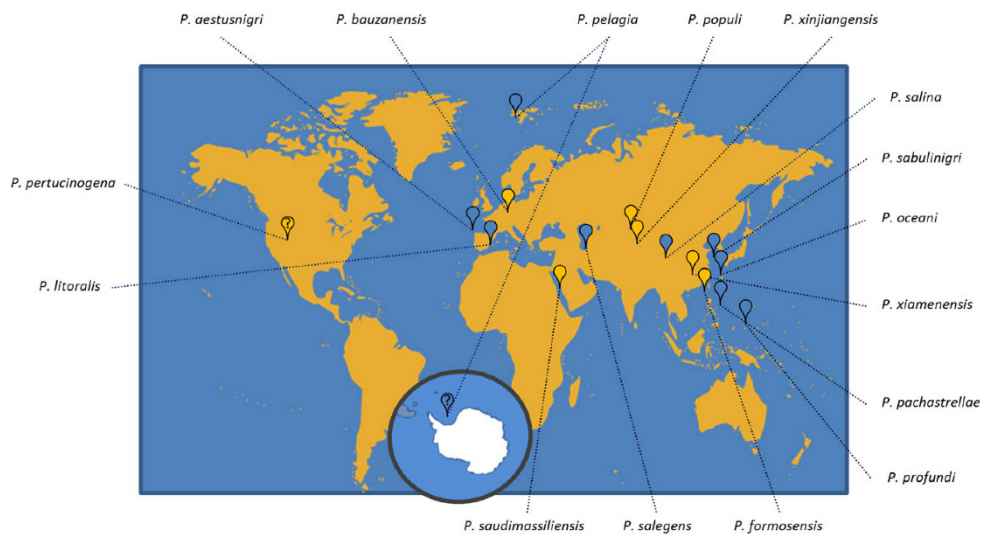 P. aestusnigri
P. bauzanensis
P. pelagia
P. populi
P. xinjiangensis
P. salina
P. sabulinigri
P. pertucinogena
P. oceani
?
P. litoralis
P. xiamenensis
?
P. pachastrellae
P. profundi
P. saudimassiliensis
P. salegens
P. formosensis